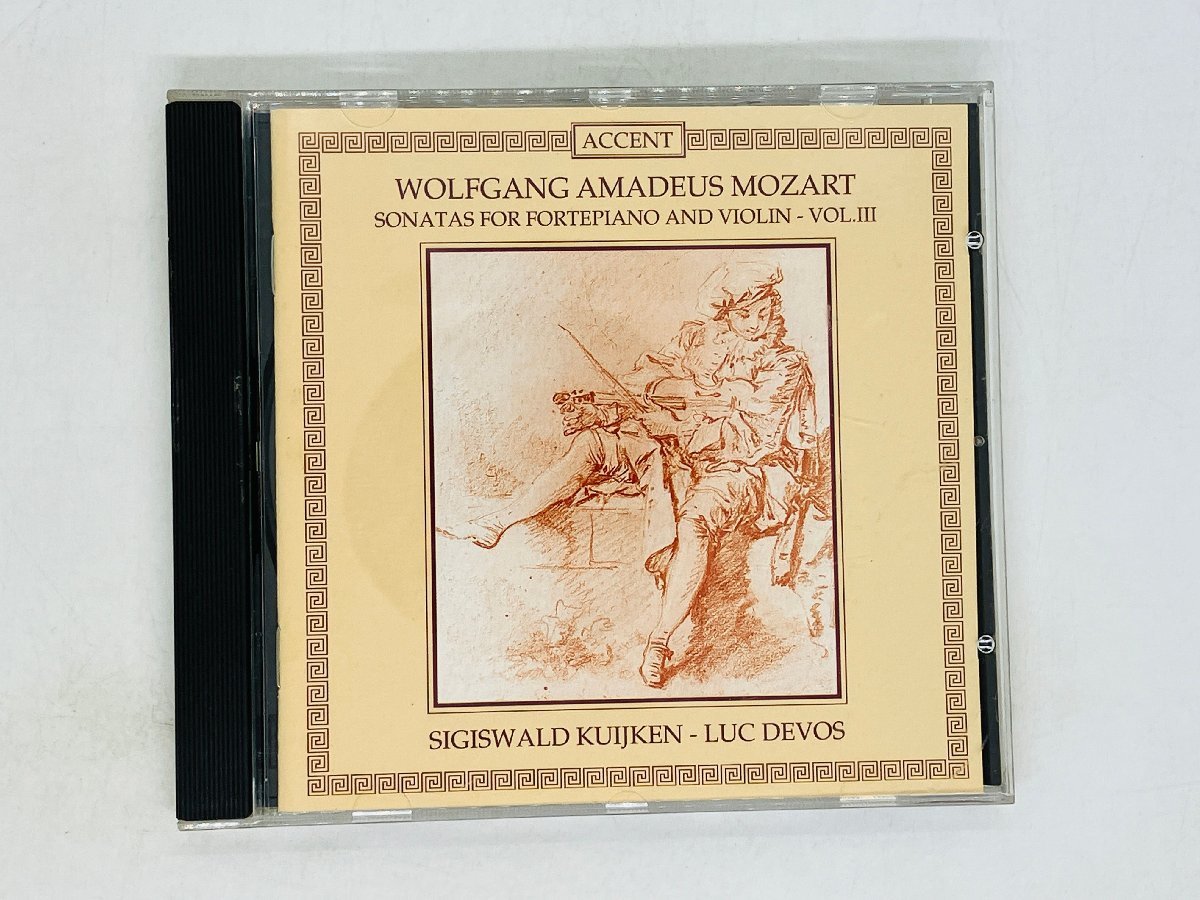 ACCENT
WOLFGANG AMADEUS MOZART
SONATAS FOR FORTEPIANO AND VIOLIN - VOL.III
SIGISWALD KUIJKEN - LUC DEVOS